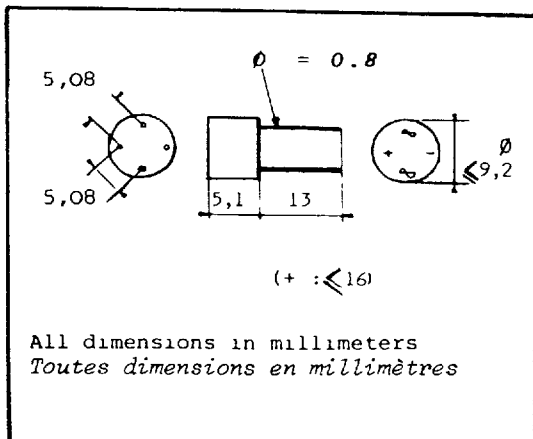 Ø = 0.8
5,08
5,08
+ -
Ø
≤9,2
5,1 13
(+ :≤16)
All dimensions in millimeters
Toutes dimensions en millimètres